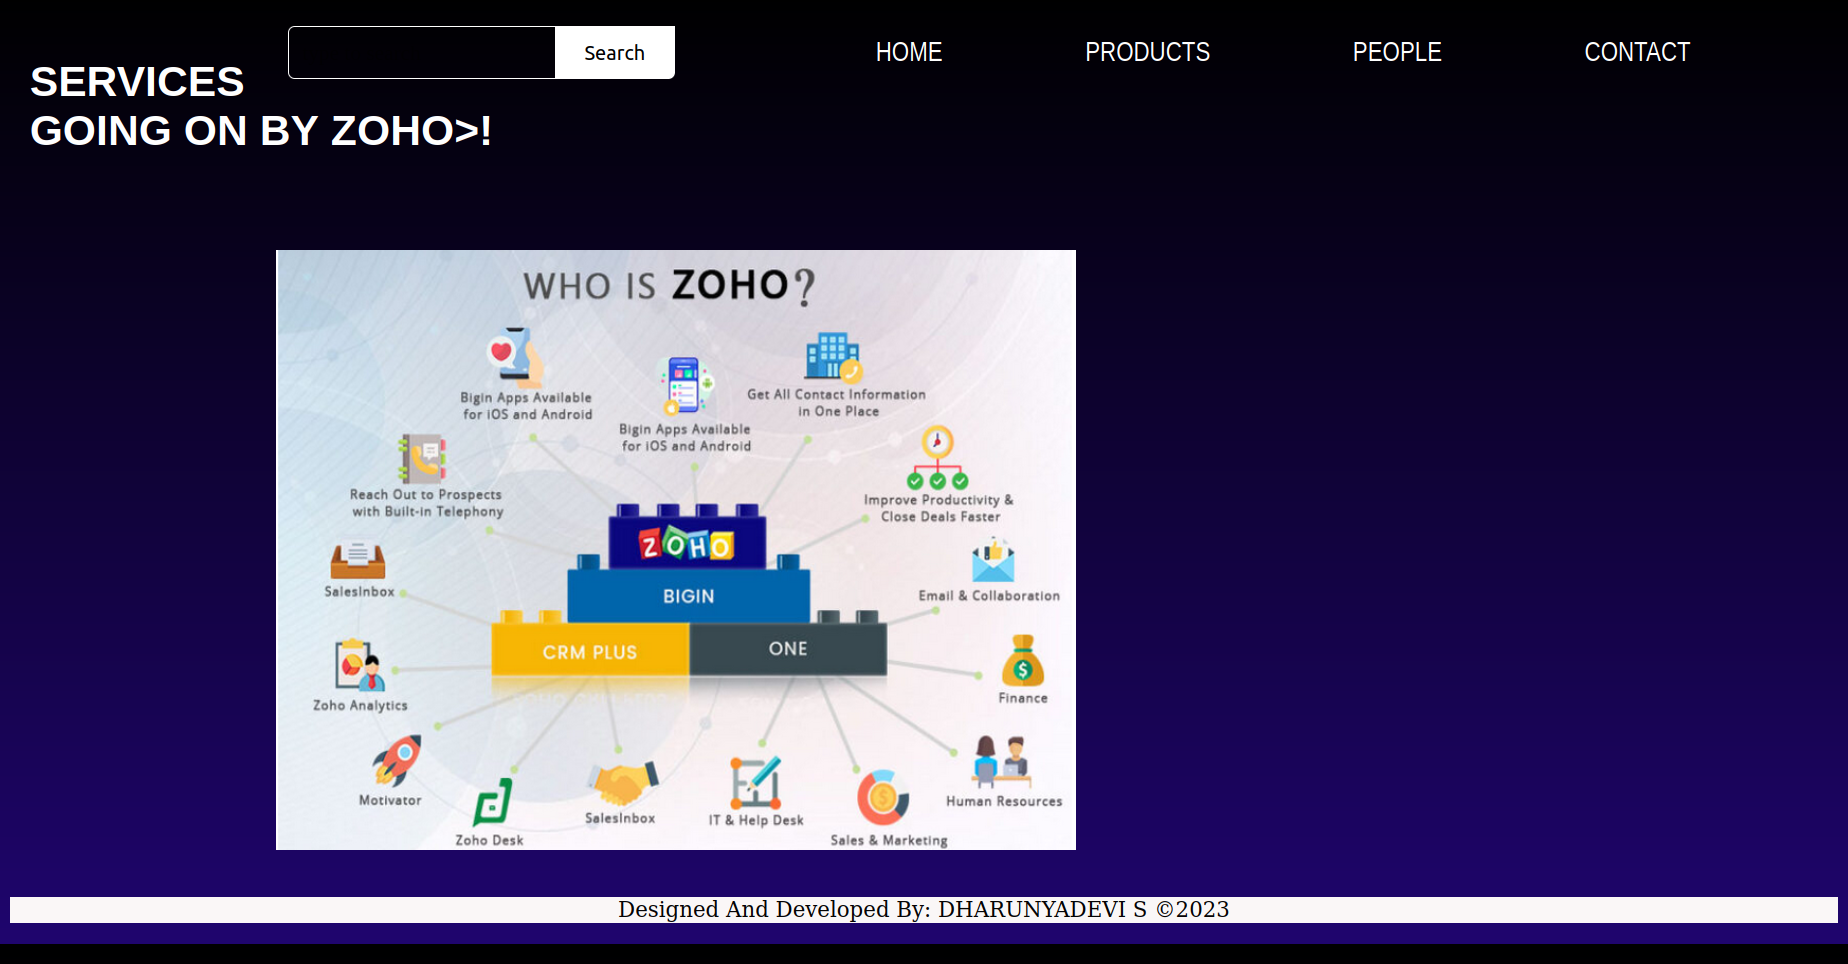 Search
HOME
PRODUCTS
PEOPLE
CONTACT
SERVICES
GOING ON BY ZOHO>!
WHO IS ZOHO?
Bigin Apps Available
for iOS and Android
Bigin Apps Available
for iOS and Android
Get All Contact Information
in One Place
Reach Out to Prospects
with Built-in Telephony
Improve Productivity &
Close Deals Faster
SalesInbox
Email & Collaboration
ZOHO
BIGIN
CRM PLUS
ONE
Zoho Analytics
Finance
Motivator
Human Resources
Zoho Desk
SalesInbox
IT & Help Desk
Sales & Marketing
Designed And Developed By: DHARUNYADEVI S ©2023